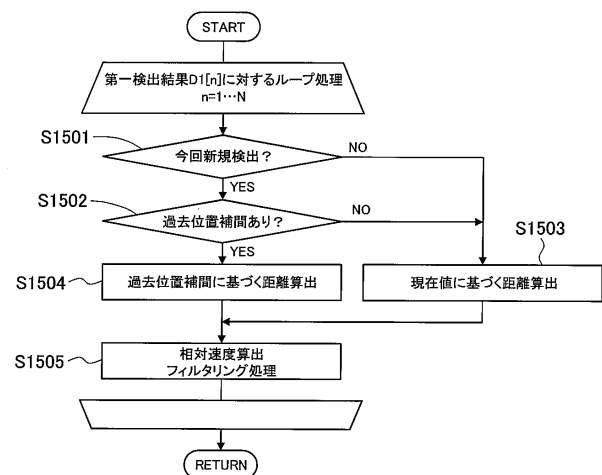 START
第一検出結果D1[n]に対するループ処理
n=1…N
S1501
今回新規検出?
NO
YES
S1502
過去位置補間あり?
NO
YES
S1503
S1504
過去位置補間に基づく距離算出
現在値に基づく距離算出
S1505
相対速度算出
フィルタリング処理
RETURN